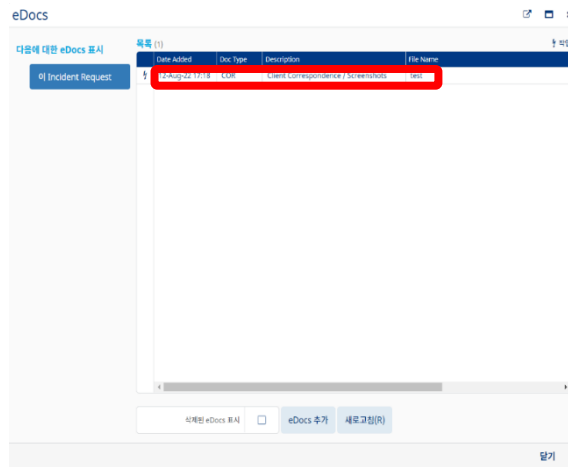 eDocs
다음에 대한 eDocs 표시
이 Incident Request
목록 (1)
Date Added Doc Type Description File Name
12-Aug-22 17:18 COR Client Correspondence / Screenshots test
삭제된 eDocs 표시
eDocs 추가
새로고침(R)
닫기